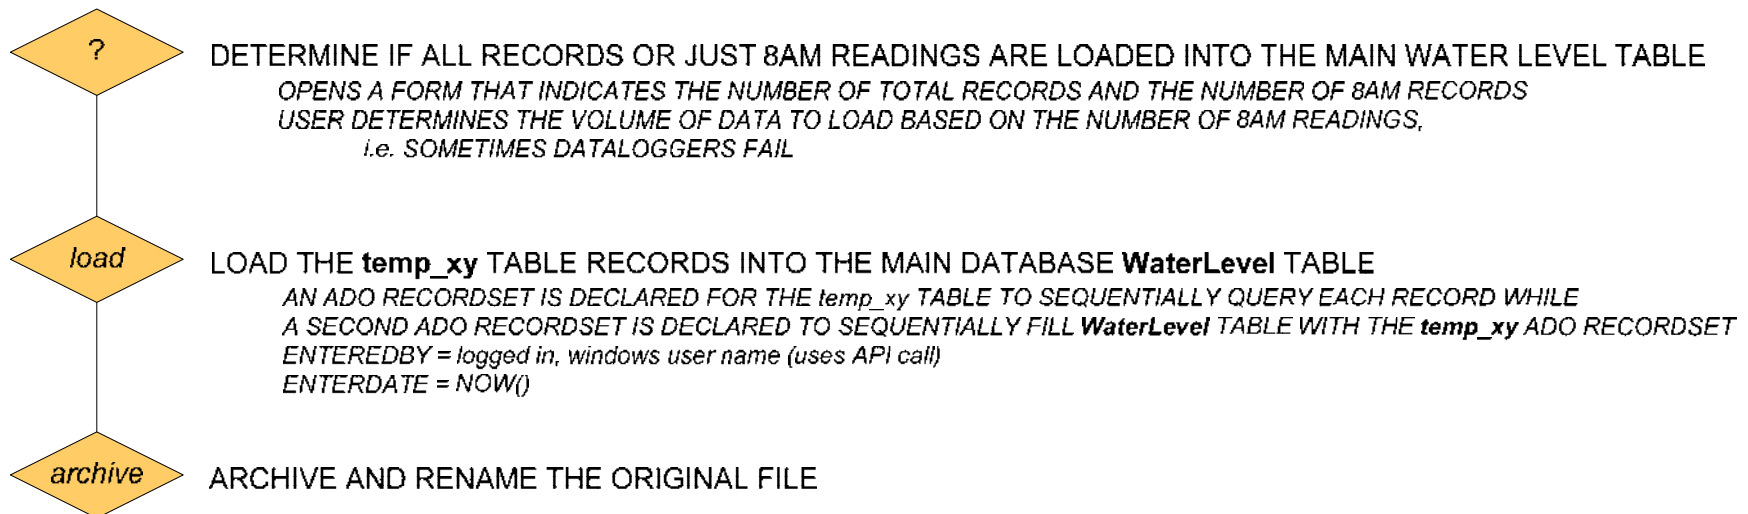 ?
DETERMINE IF ALL RECORDS OR JUST 8AM READINGS ARE LOADED INTO THE MAIN WATER LEVEL TABLE
OPENS A FORM THAT INDICATES THE NUMBER OF TOTAL RECORDS AND THE NUMBER OF 8AM RECORDS
USER DETERMINES THE VOLUME OF DATA TO LOAD BASED ON THE NUMBER OF 8AM READINGS,
i.e. SOMETIMES DATALOGGERS FAIL
load
LOAD THE temp_xy TABLE RECORDS INTO THE MAIN DATABASE WaterLevel TABLE
AN ADO RECORDSET IS DECLARED FOR THE temp_xy TABLE TO SEQUENTIALLY QUERY EACH RECORD WHILE
A SECOND ADO RECORDSET IS DECLARED TO SEQUENTIALLY FILL WaterLevel TABLE WITH THE temp_xy ADO RECORDSET
ENTEREDBY = logged in, windows user name (uses API call)
ENTERDATE = NOW()
archive
ARCHIVE AND RENAME THE ORIGINAL FILE